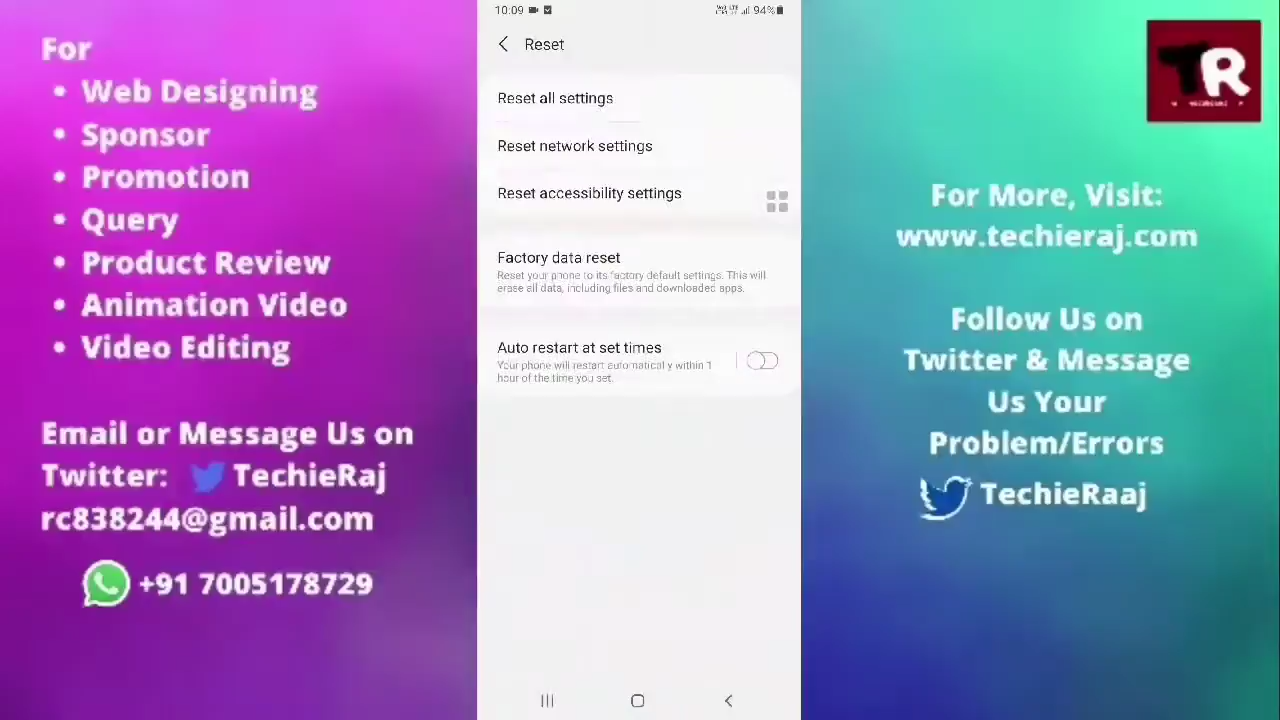 For
• Web Designing
• Sponsor
• Promotion
• Query
• Product Review
• Animation Video
• Video Editing
Email or Message Us on
Twitter: TechieRaj
rc838244@gmail.com
+91 7005178729
10:09
94%
Reset
Reset all settings
Reset network settings
Reset accessibility settings
Factory data reset
Reset your phone to its factory default settings. This will
erase all data, including files and downloaded apps.
Auto restart at set times
Your phone will restart automatically within 1
hour of the time you set.
TR
For More, Visit:
www.techieraj.com
Follow Us on
Twitter & Message
Us Your
Problem/Errors
TechieRaaj